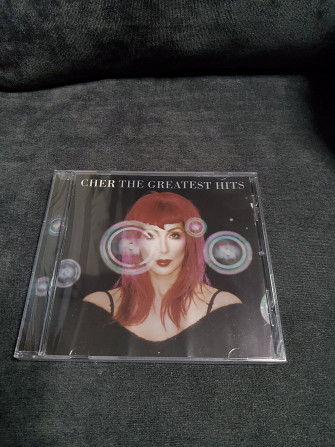 CHER THE GREATEST HITS